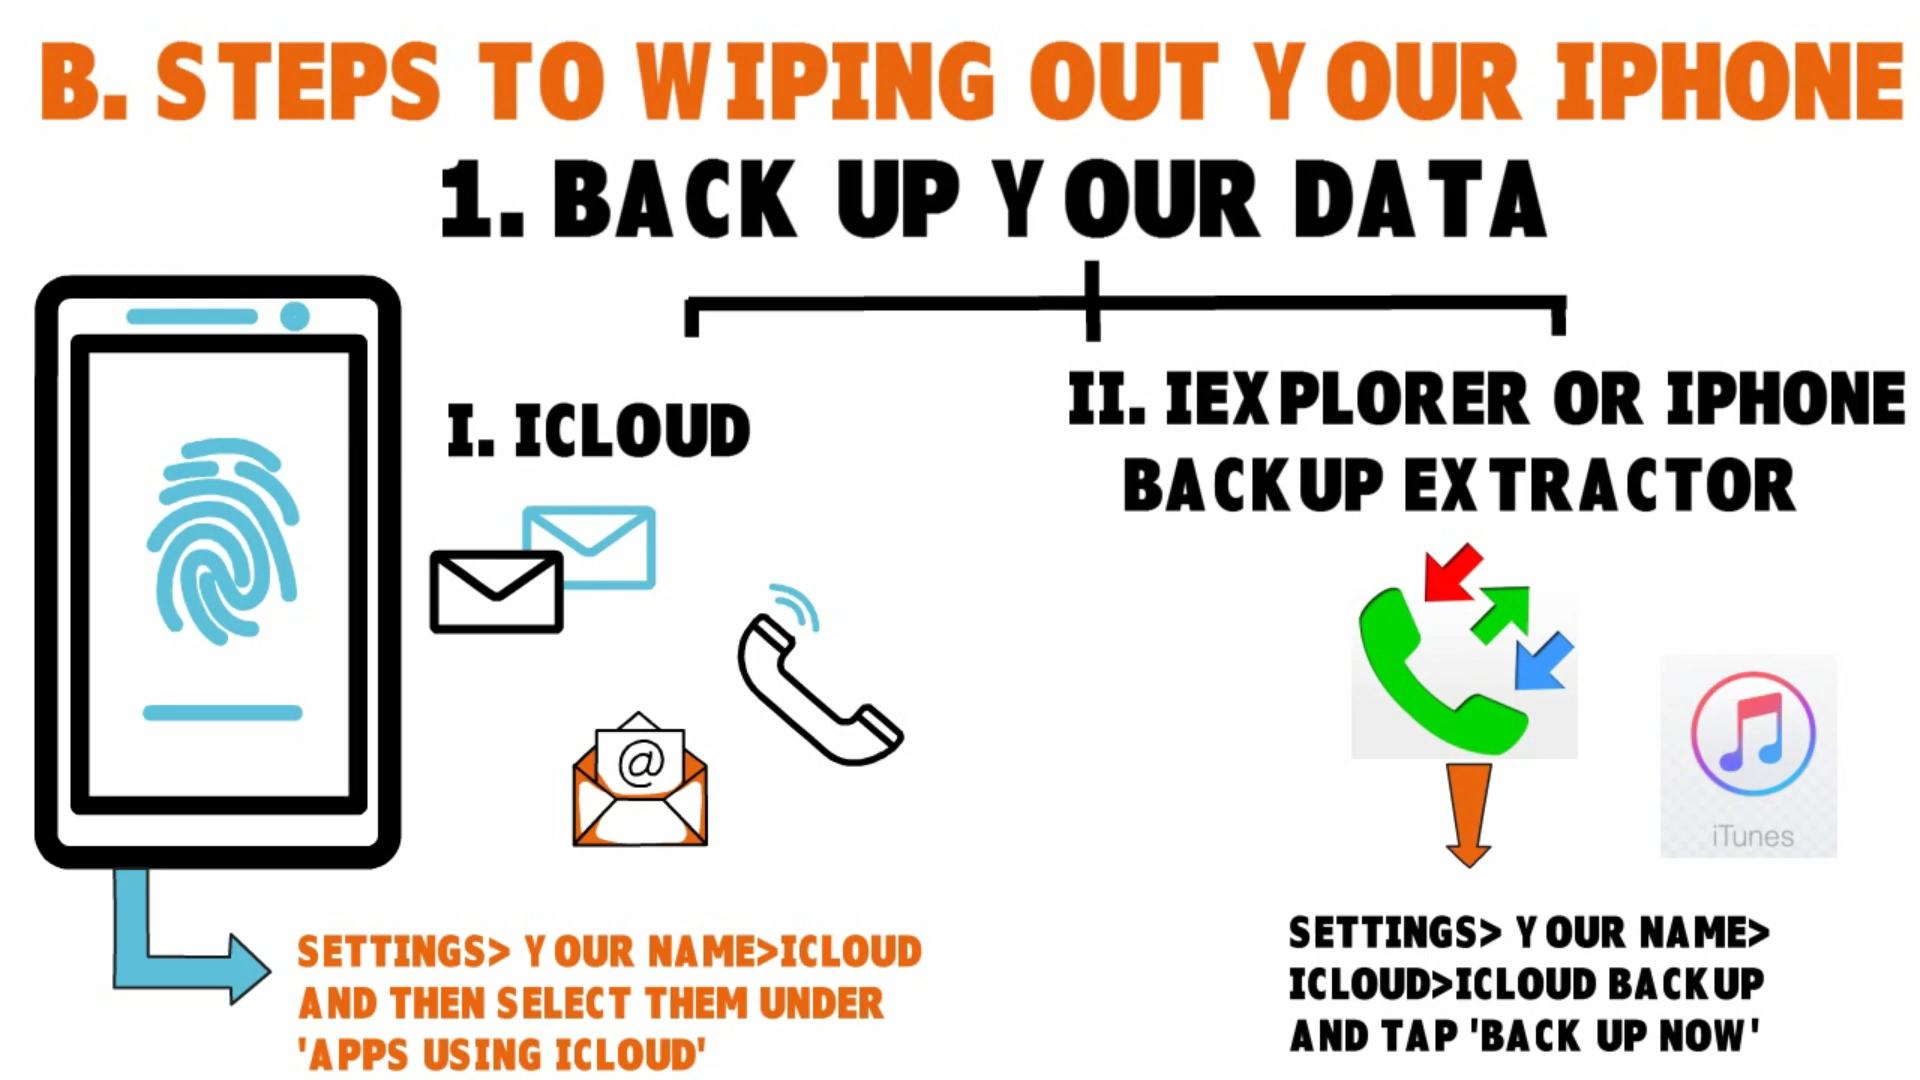 B. STEPS TO WIPING OUT YOUR IPHONE
1. BACK UP YOUR DATA
I. ICLOUD
II. IEXPLORER OR IPHONE
BACKUP EXTRACTOR
@
iTunes
SETTINGS> YOUR NAME>ICLOUD
AND THEN SELECT THEM UNDER
'APPS USING ICLOUD'
SETTINGS> YOUR NAME>
ICLOUD>ICLOUD BACKUP
AND TAP 'BACK UP NOW'